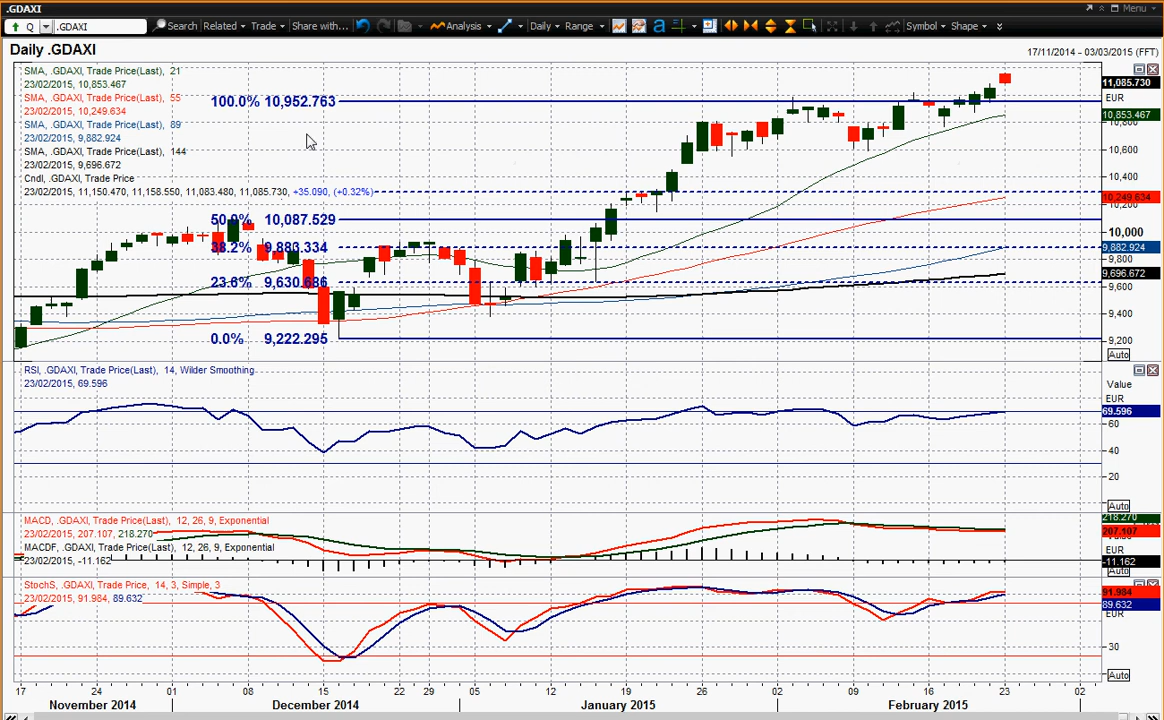 .GDAXI
Menu
Q .GDAXI Search Related Trade Share with... Analysis Daily Range a Symbol Shape
Daily .GDAXI
17/11/2014 - 03/03/2015 (FFT)
SMA, .GDAXI, Trade Price(Last), 21
23/02/2015, 10,853.467
SMA, .GDAXI, Trade Price(Last), 55
23/02/2015, 10,249.634
SMA, .GDAXI, Trade Price(Last), 89
23/02/2015, 9,882.924
SMA, .GDAXI, Trade Price(Last), 144
23/02/2015, 9,696.672
Cndl, .GDAXI, Trade Price
23/02/2015, 11,150.470, 11,158.550, 11,083.480, 11,085.730, +35.090, (+0.32%)
100.0% 10,952.763
50.0% 10,087.529
38.2% 9,880.334
23.6% 9,630.686
0.0% 9,222.295
11,085.730
EUR
10,853.467
10,800
10,600
10,400
10,249.634
10,200
10,000
9,882.924
9,800
9,696.672
9,600
9,400
9,200
Auto
RSI, .GDAXI, Trade Price(Last), 14, Wilder Smoothing
23/02/2015, 69.596
Value
EUR
69.596
60
40
20
Auto
MACD, .GDAXI, Trade Price(Last), 12, 26, 9, Exponential
23/02/2015, 207.107, 218.270
MACDF, .GDAXI, Trade Price(Last), 12, 26, 9, Exponential
23/02/2015, -11.162
218.270
207.107
EUR
-11.162
Auto
StochS, .GDAXI, Trade Price, 14, 3, Simple, 3
23/02/2015, 91.984, 89.632
91.984
89.632
EUR
30
Auto
17 24 01 08 15 22 29 05 12 19 26 02 09 16 23 02
November 2014 December 2014 January 2015 February 2015